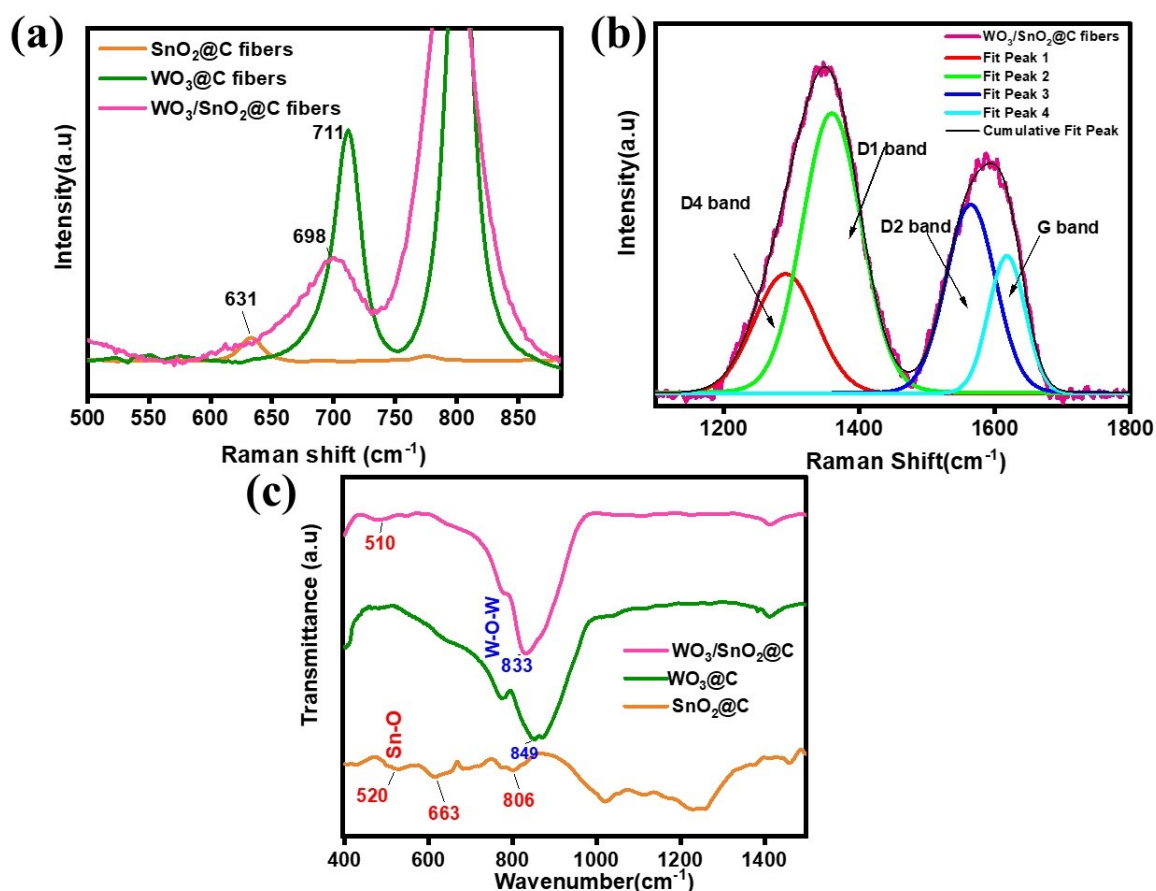 (a)
SnO₂@C fibers
WO₃@C fibers
WO₃/SnO₂@C fibers
711
698
631
Intensity(a.u)
500 550 600 650 700 750 800 850
Raman shift (cm⁻¹)
(b)
WO₃/SnO₂@C fibers
Fit Peak 1
Fit Peak 2
Fit Peak 3
Fit Peak 4
Cumulative Fit Peak
D1 band
D4 band
D2 band
G band
Intensity(a.u)
1200 1400 1600 1800
Raman Shift(cm⁻¹)
(c)
510
W-O-W
833
WO₃/SnO₂@C
WO₃@C
SnO₂@C
849
Sn-O
520
663
806
Transmittance (a.u)
400 600 800 1000 1200 1400
Wavenumber(cm⁻¹)